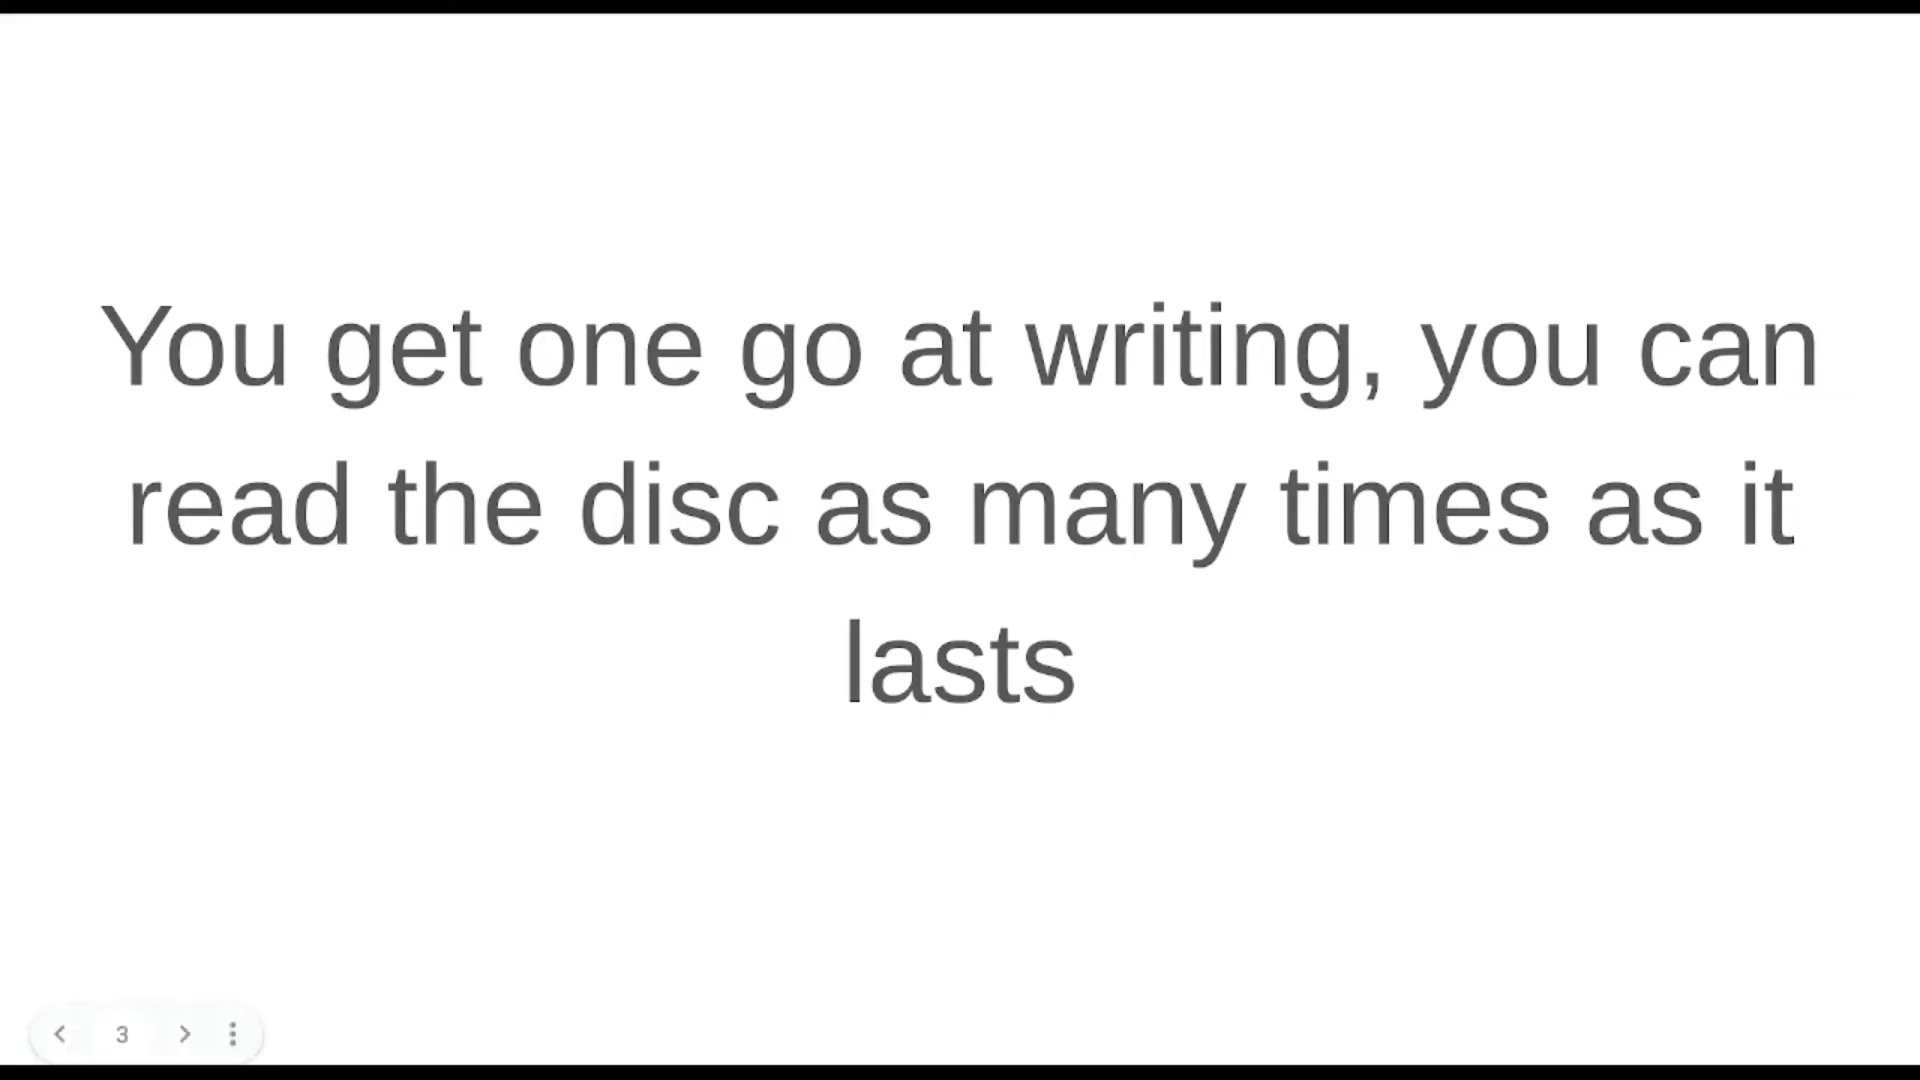 You get one go at writing, you can
read the disc as many times as it
lasts
3